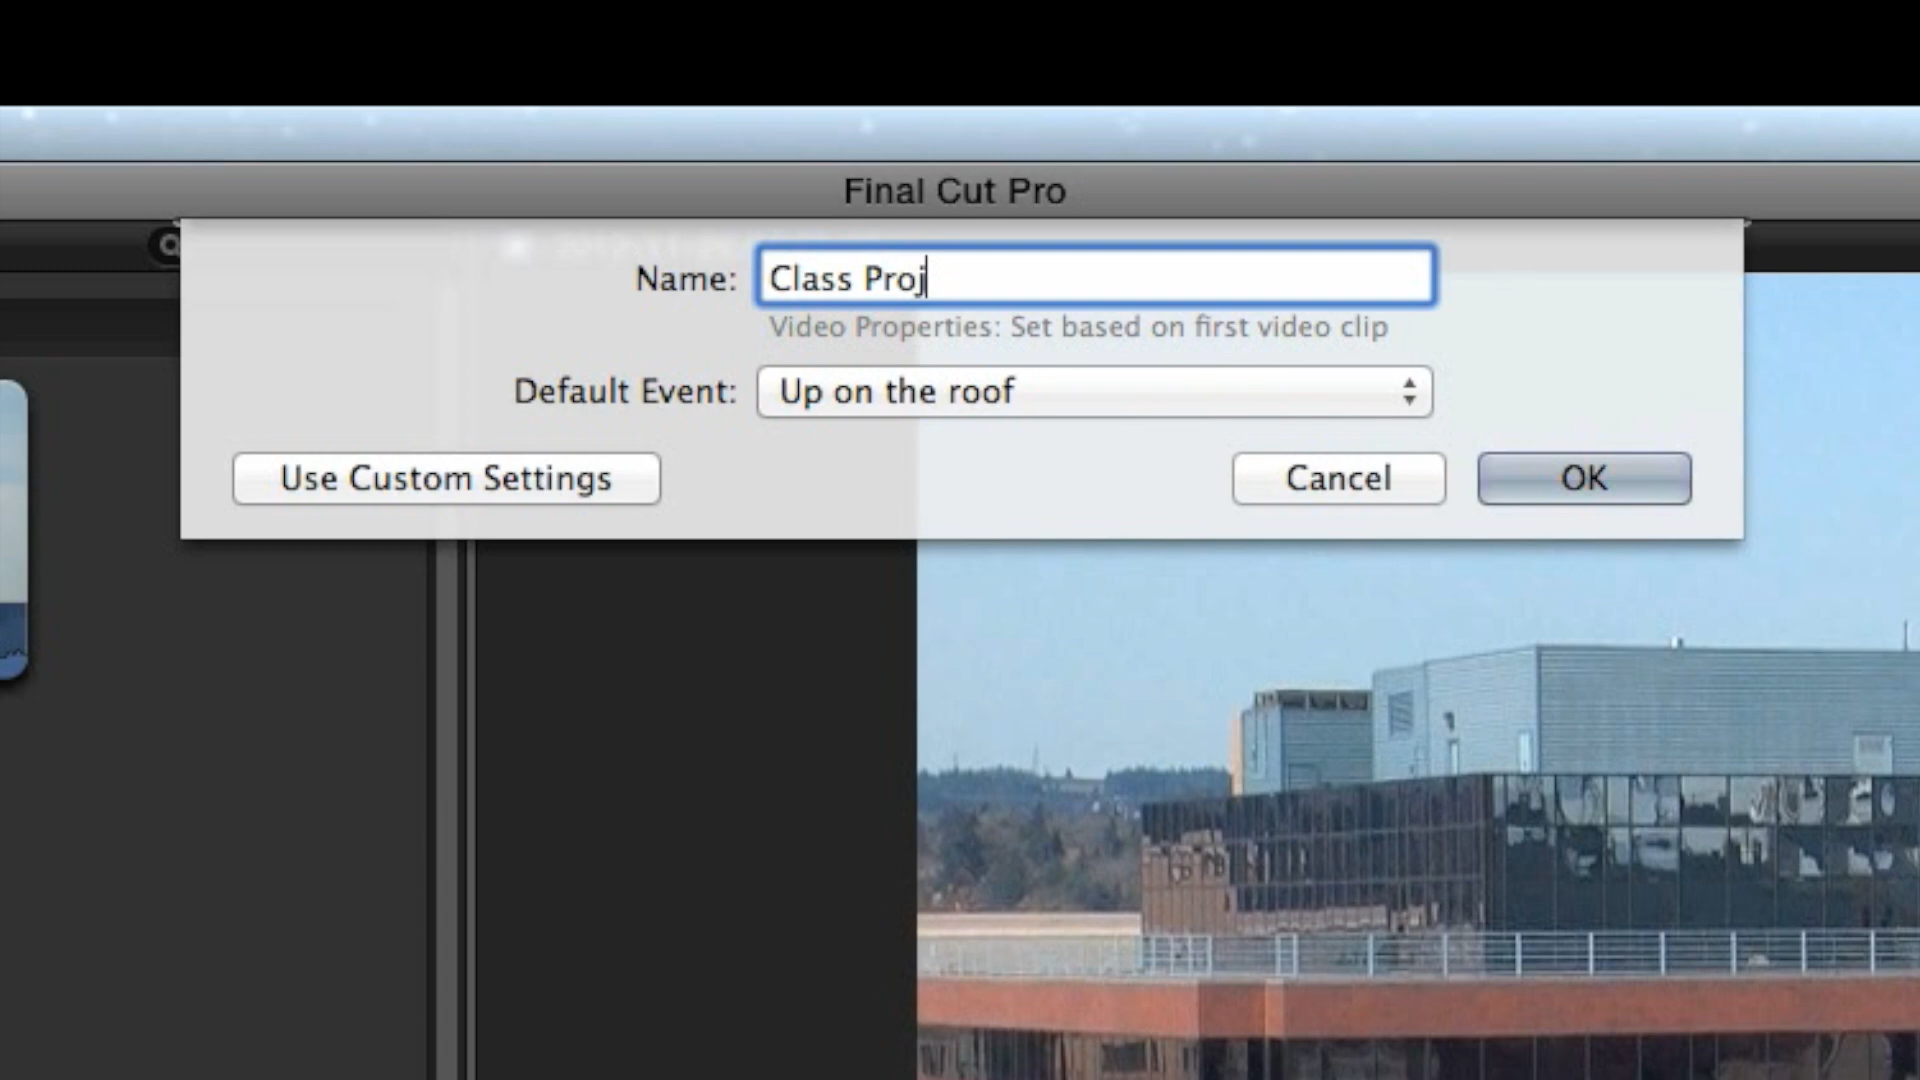 Final Cut Pro
Name: Class Proj
Video Properties: Set based on first video clip
Default Event: Up on the roof
Use Custom Settings Cancel OK